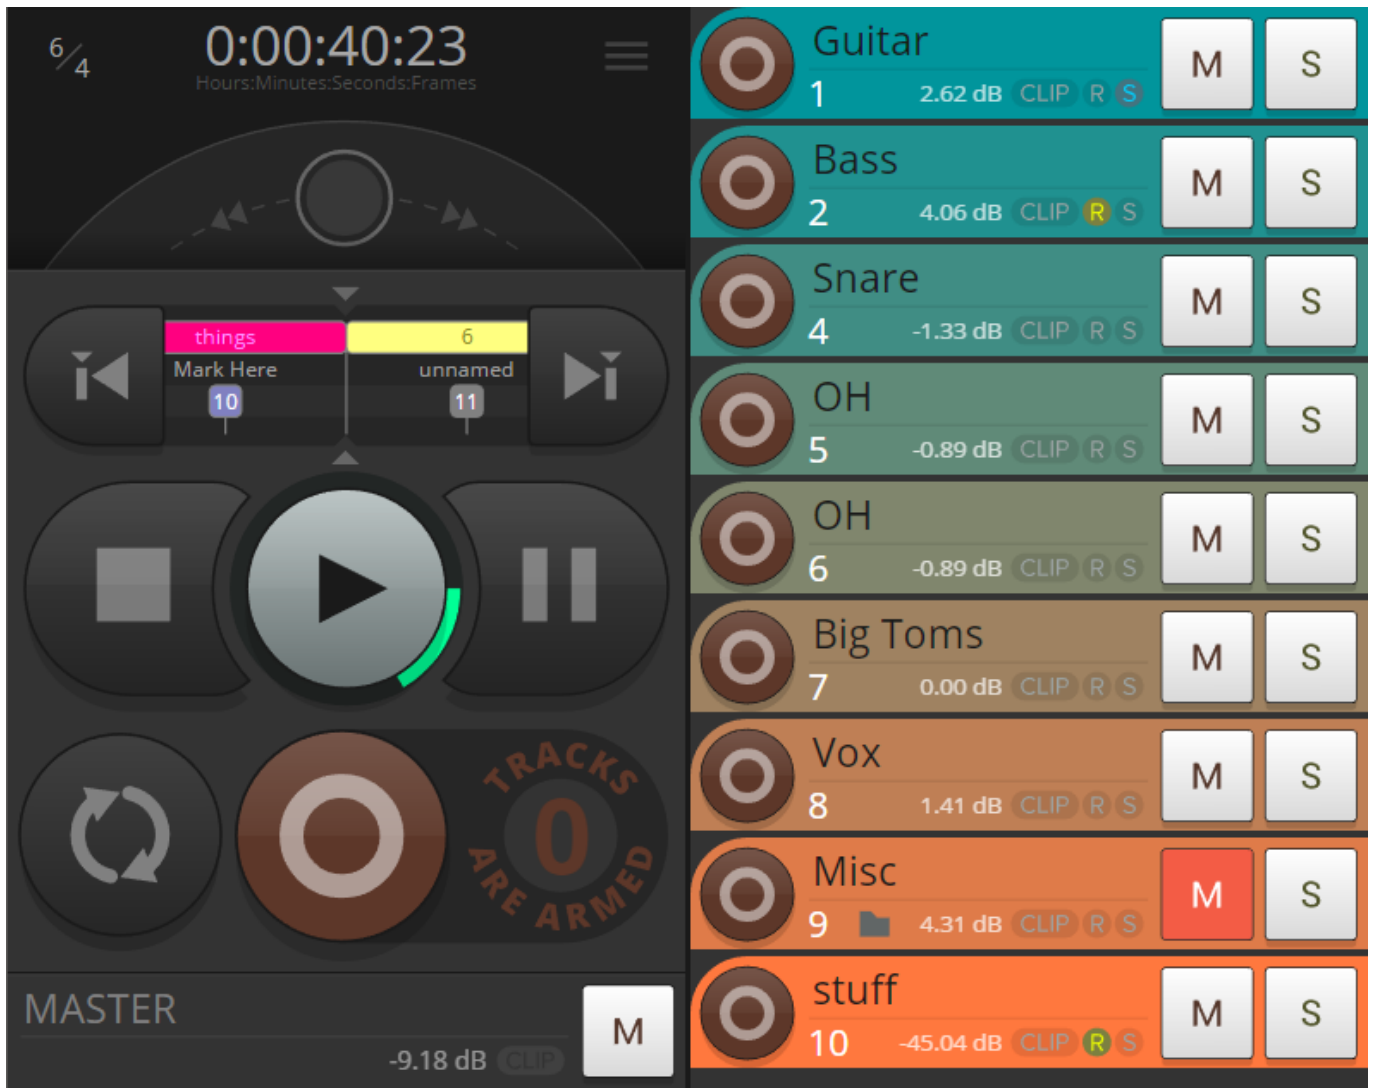 6/4
0:00:40:23
Hours:Minutes:Seconds:Frames
things
6
Mark Here
unnamed
10
11
TRACKS
0
ARE ARMED
MASTER
-9.18 dB CLIP
M
Guitar
1 2.62 dB CLIP R S
M S
Bass
2 4.06 dB CLIP R S
M S
Snare
4 -1.33 dB CLIP R S
M S
OH
5 -0.89 dB CLIP R S
M S
OH
6 -0.89 dB CLIP R S
M S
Big Toms
7 0.00 dB CLIP R S
M S
Vox
8 1.41 dB CLIP R S
M S
Misc
9 4.31 dB CLIP R S
M S
stuff
10 -45.04 dB CLIP R S
M S